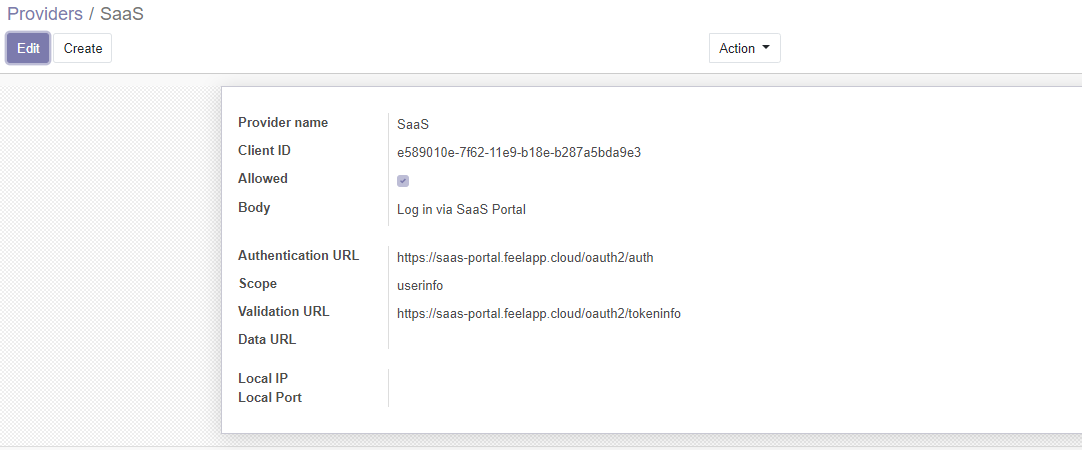 Providers / SaaS
Edit Create Action
Provider name SaaS
Client ID e589010e-7f62-11e9-b18e-b287a5bda9e3
Allowed
Body Log in via SaaS Portal
Authentication URL https://saas-portal.feelapp.cloud/oauth2/auth
Scope userinfo
Validation URL https://saas-portal.feelapp.cloud/oauth2/tokeninfo
Data URL
Local IP
Local Port